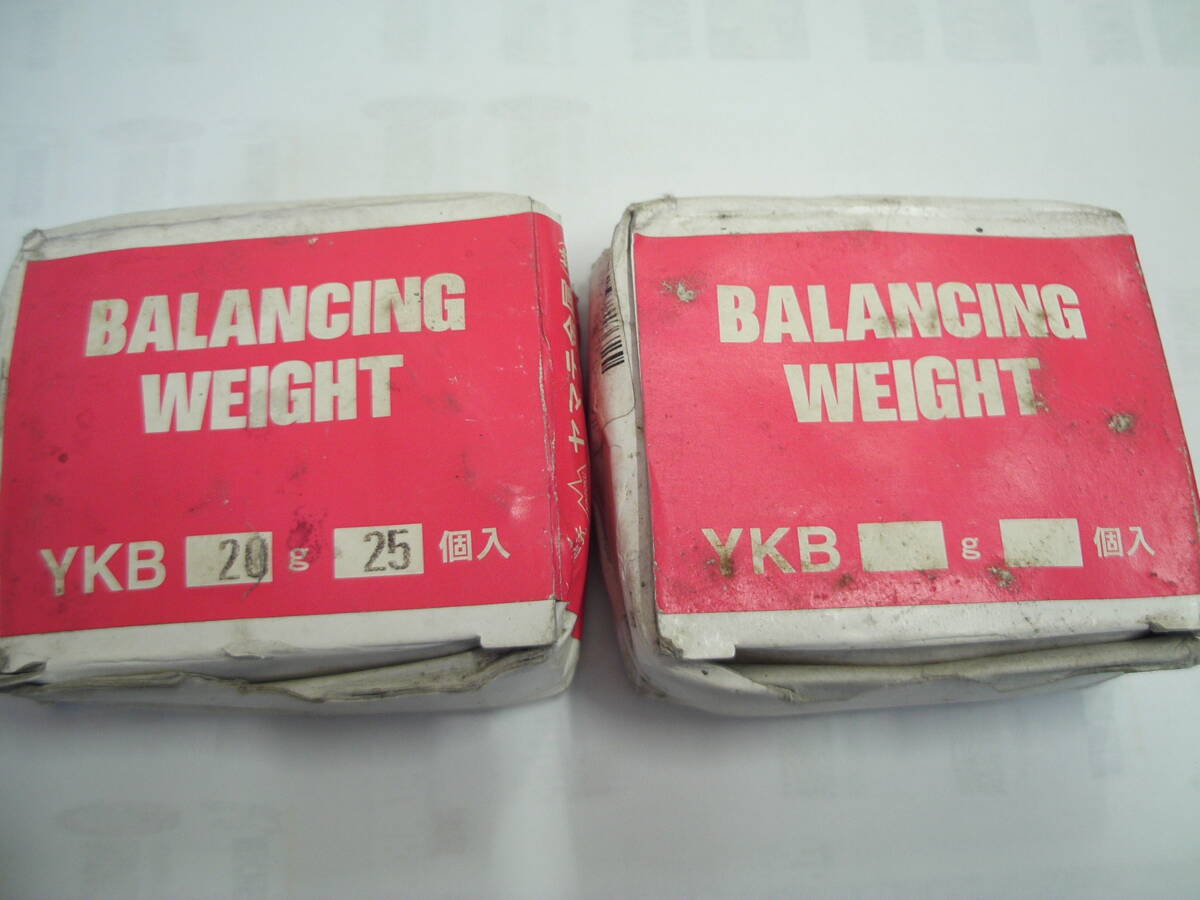 BALANCING
WEIGHT
YKB 20 g 25 個入
BALANCING
WEIGHT
YKB g 個入